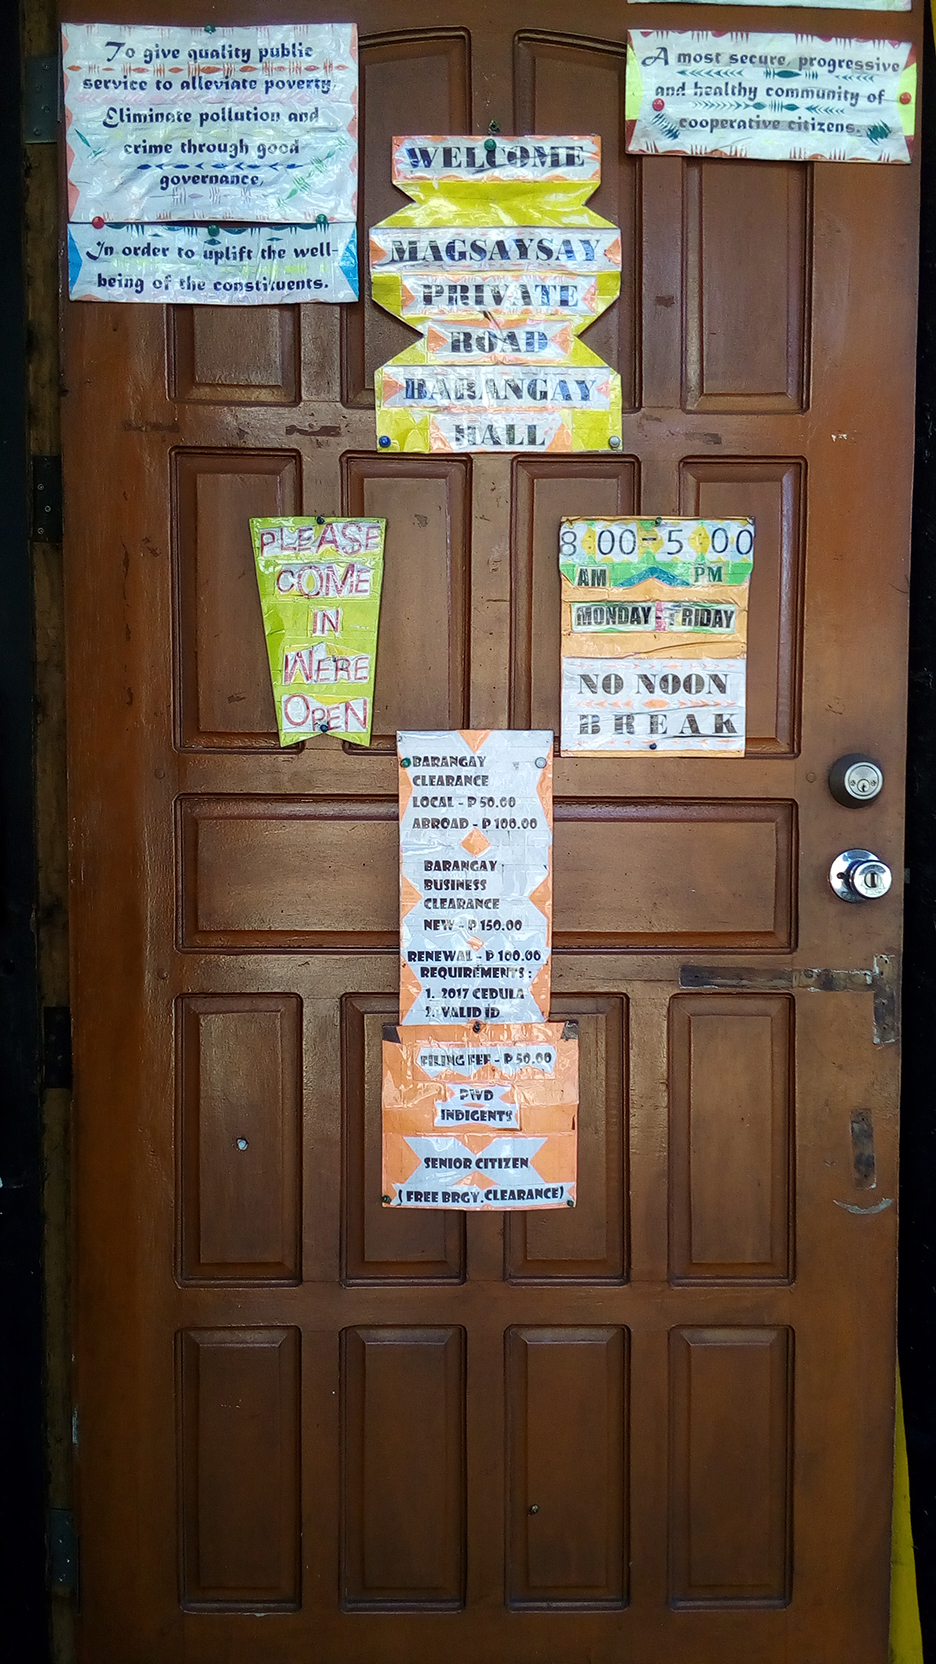 To give quality public
service to alleviate poverty.
Eliminate pollution and
crime through good
governance,
In order to uplift the well-
being of the constituents.
A most secure, progressive
and healthy community of
cooperative citizens.
WELCOME
MAGSAYSAY
PRIVATE
ROAD
BARANGAY
HALL
PLEASE
COME
IN
WERE
OPEN
8:00-5:00
AM PM
MONDAY-FRIDAY
NO NOON
BREAK
BARANGAY
CLEARANCE
LOCAL - P 50.00
ABROAD - P 100.00
BARANGAY
BUSINESS
CLEARANCE
NEW - P 150.00
RENEWAL - P 100.00
REQUIREMENTS:
1. 2017 CEDULA
2. VALID ID
FILING FEE - P 50.00
PWD
INDIGENTS
SENIOR CITIZEN
(FREE BRGY. CLEARANCE)